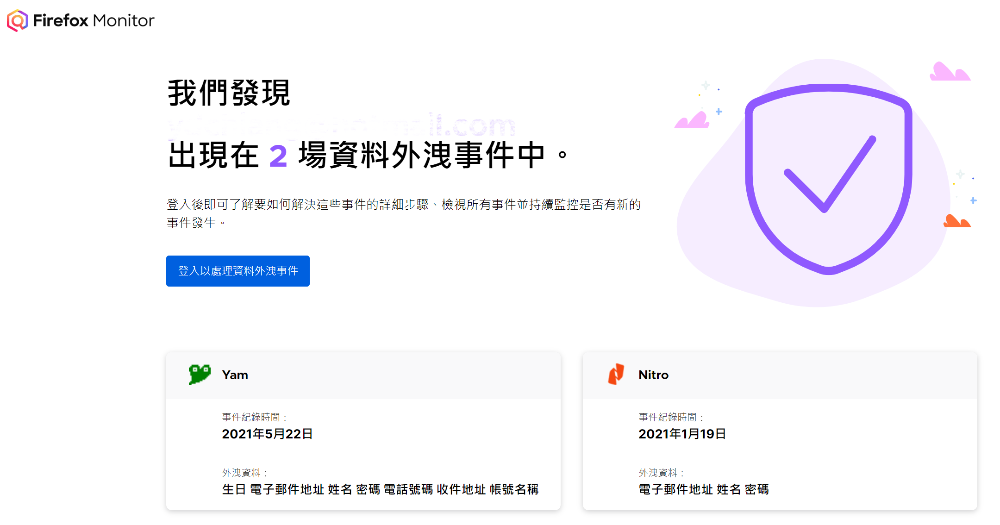 Firefox Monitor
我們發現
出現在 2 場資料外洩事件中。
登入後即可了解要如何解決這些事件的詳細步驟、檢視所有事件並持續監控是否有新的
事件發生。
登入以處理資料外洩事件
Yam
事件紀錄時間：
2021年5月22日
外洩資料：
生日 電子郵件地址 姓名 密碼 電話號碼 收件地址 帳號名稱
Nitro
事件紀錄時間：
2021年1月19日
外洩資料：
電子郵件地址 姓名 密碼